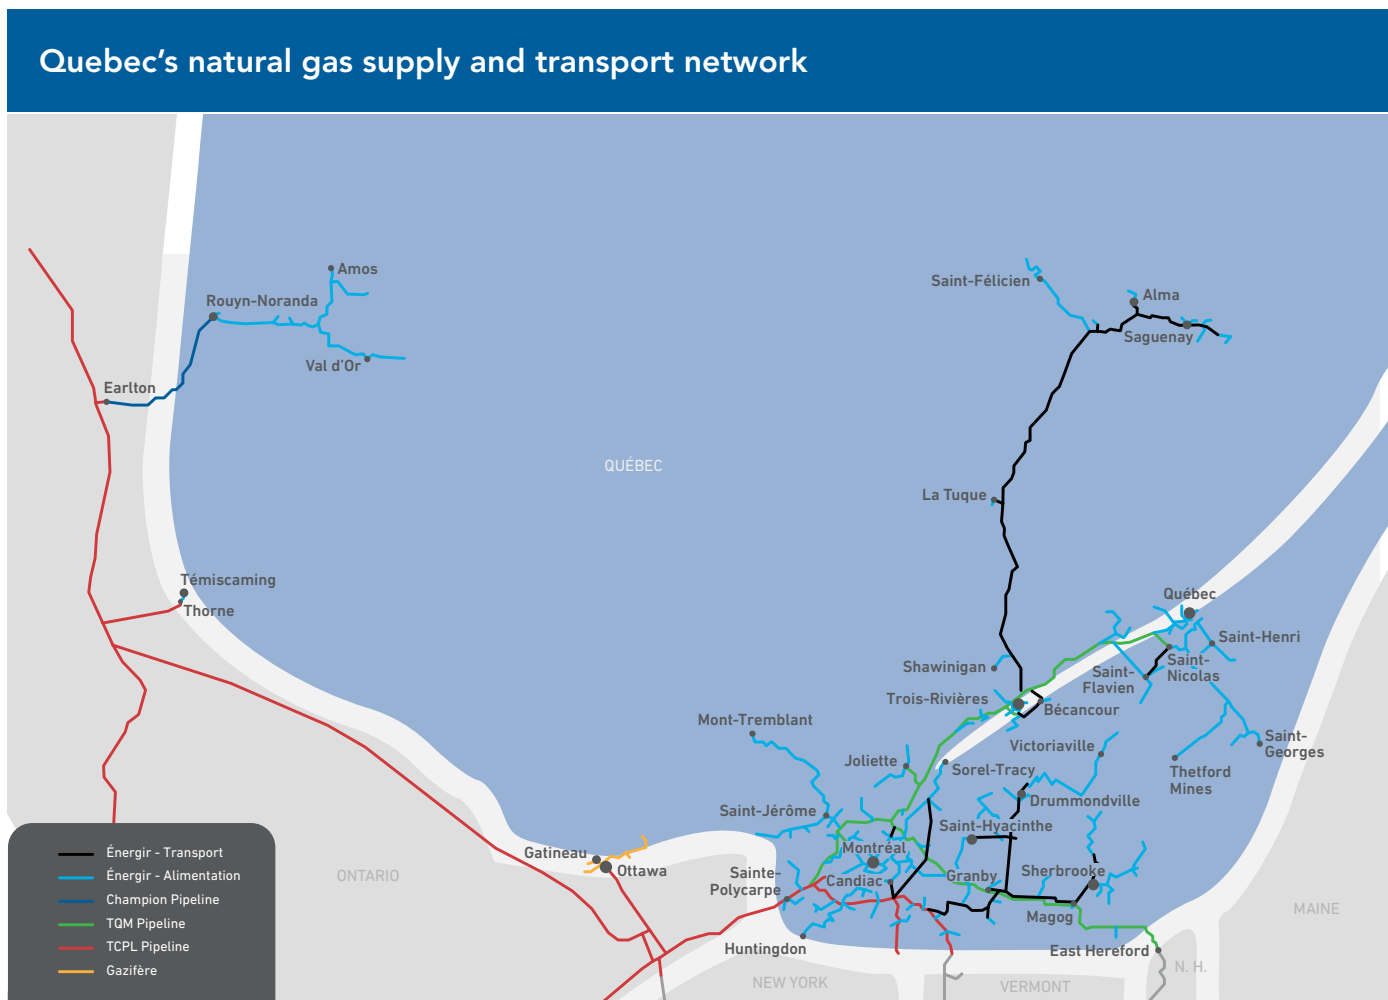 Quebec’s natural gas supply and transport network
Amos
Rouyn-Noranda
Val d’Or
Earlton
Saint-Félicien
Alma
Saguenay
QUÉBEC
La Tuque
Témiscaming
Thorne
Québec
Saint-Henri
Saint-
Nicolas
Saint-
Flavien
Shawinigan
Trois-Rivières
Bécancour
Mont-Tremblant
Victoriaville
Saint-
Georges
Joliette
Sorel-Tracy
Thetford
Mines
Drummondville
Saint-Jérôme
Saint-Hyacinthe
Montréal
Gatineau
Ottawa
Sainte-
Polycarpe
Candiac
Granby
Sherbrooke
Magog
Huntingdon
East Hereford
ONTARIO
MAINE
NEW YORK
VERMONT
N. H.
Énergir - Transport
Énergir - Alimentation
Champion Pipeline
TQM Pipeline
TCPL Pipeline
Gazifère